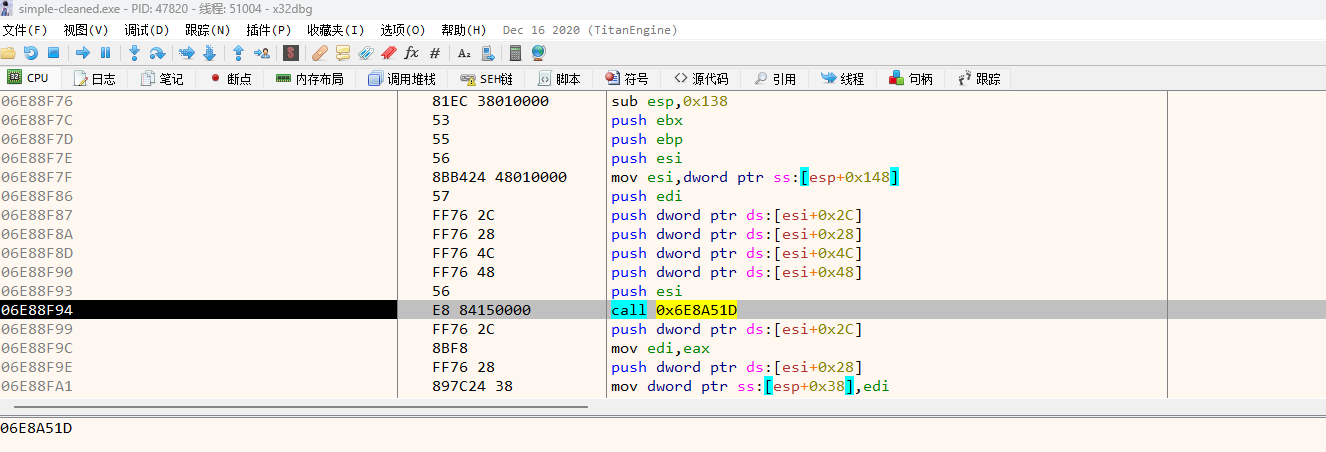 simple-cleaned.exe - PID: 47820 - 线程: 51004 - x32dbg
文件(F) 视图(V) 调试(D) 跟踪(N) 插件(P) 收藏夹(I) 选项(O) 帮助(H) Dec 16 2020 (TitanEngine)
CPU 日志 笔记 断点 内存布局 调用堆栈 SEH链 脚本 符号 源代码 引用 线程 句柄 跟踪
06E88F76 81EC 38010000 sub esp,0x138
06E88F7C 53 push ebx
06E88F7D 55 push ebp
06E88F7E 56 push esi
06E88F7F 8BB424 48010000 mov esi,dword ptr ss:[esp+0x148]
06E88F86 57 push edi
06E88F87 FF76 2C push dword ptr ds:[esi+0x2C]
06E88F8A FF76 28 push dword ptr ds:[esi+0x28]
06E88F8D FF76 4C push dword ptr ds:[esi+0x4C]
06E88F90 FF76 48 push dword ptr ds:[esi+0x48]
06E88F93 56 push esi
06E88F94 E8 84150000 call 0x6E8A51D
06E88F99 FF76 2C push dword ptr ds:[esi+0x2C]
06E88F9C 8BF8 mov edi,eax
06E88F9E FF76 28 push dword ptr ds:[esi+0x28]
06E88FA1 897C24 38 mov dword ptr ss:[esp+0x38],edi
06E8A51D